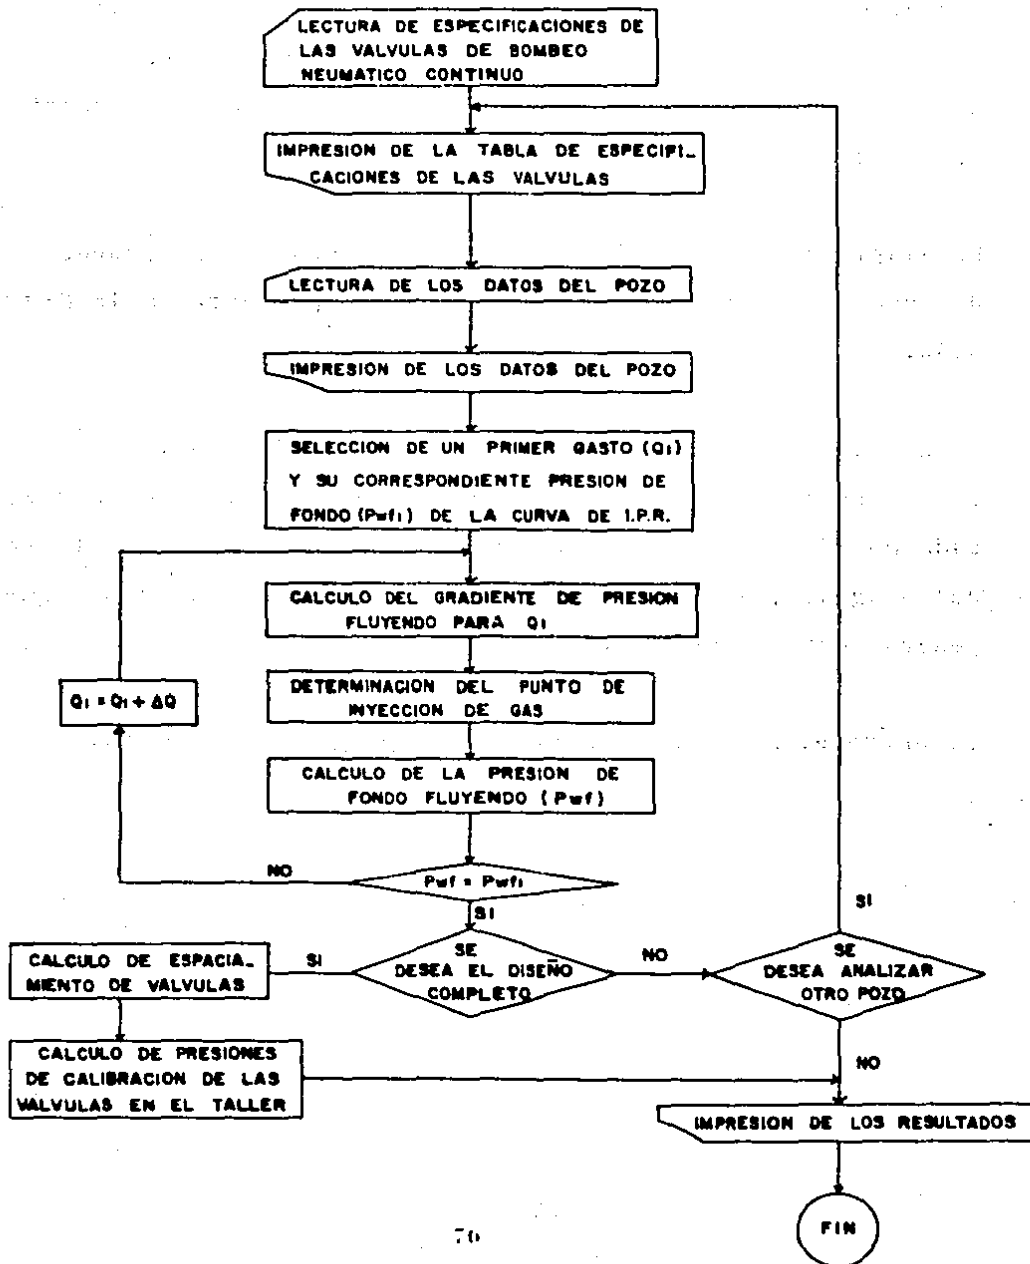 LECTURA DE ESPECIFICACIONES DE
LAS VALVULAS DE BOMBEO
NEUMATICO CONTINUO
IMPRESION DE LA TABLA DE ESPECIFI_
CACIONES DE LAS VALVULAS
LECTURA DE LOS DATOS DEL POZO
IMPRESION DE LOS DATOS DEL POZO
SELECCION DE UN PRIMER GASTO (Q1)
Y SU CORRESPONDIENTE PRESION DE
FONDO (Pwf1) DE LA CURVA DE I.P.R.
CALCULO DEL GRADIENTE DE PRESION
FLUYENDO PARA Q1
DETERMINACION DEL PUNTO DE
INYECCION DE GAS
Q1 = Q1 + ΔQ
CALCULO DE LA PRESION DE
FONDO FLUYENDO (Pwf)
NO
Pwf = Pwf1
SI
SI
SE
DESEA EL DISEÑO
COMPLETO
SI
NO
SE
DESEA ANALIZAR
OTRO POZO
CALCULO DE ESPACIA_
MIENTO DE VALVULAS
CALCULO DE PRESIONES
DE CALIBRACION DE LAS
VALVULAS EN EL TALLER
NO
IMPRESION DE LOS RESULTADOS
FIN
70